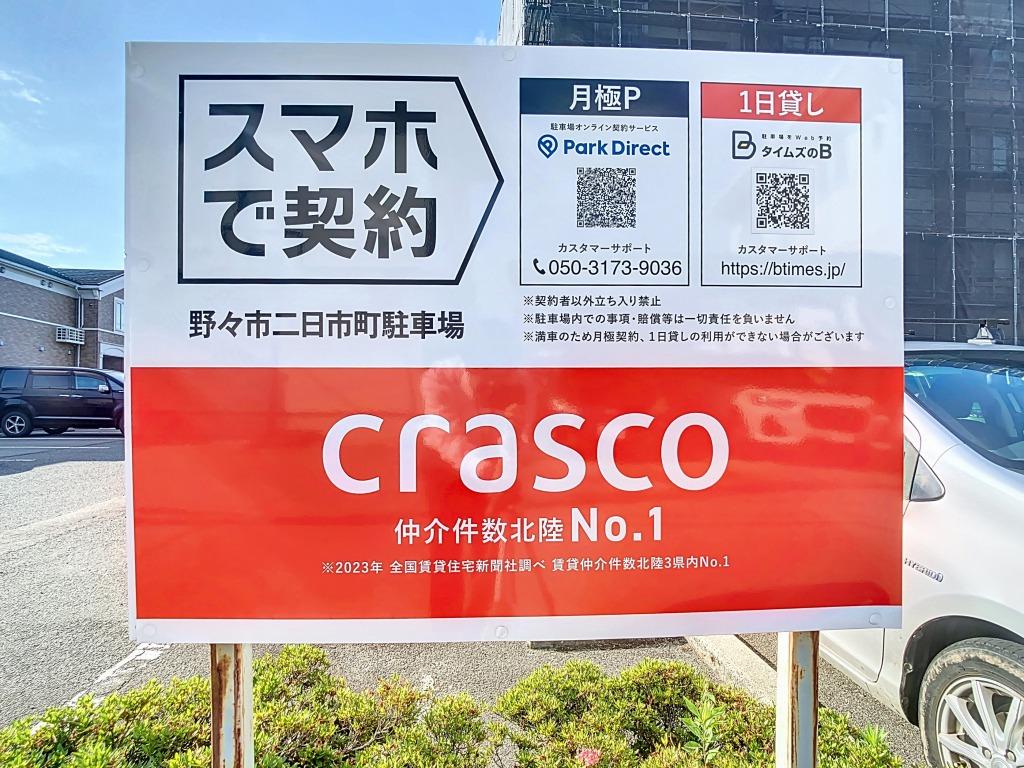 スマホ
で契約
野々市二日市町駐車場
月極P
駐車場オンライン契約サービス
Park Direct
カスタマーサポート
050-3173-9036
1日貸し
駐車場をWeb予約
タイムズのB
カスタマーサポート
https://btimes.jp/
※契約者以外立ち入り禁止
※駐車場内での事項・賠償等は一切責任を負いません
※満車のため月極契約、1日貸しの利用ができない場合がございます
crasco
仲介件数北陸No.1
※2023年 全国賃貸住宅新聞社調べ 賃貸仲介件数北陸3県内No.1
HYBRID